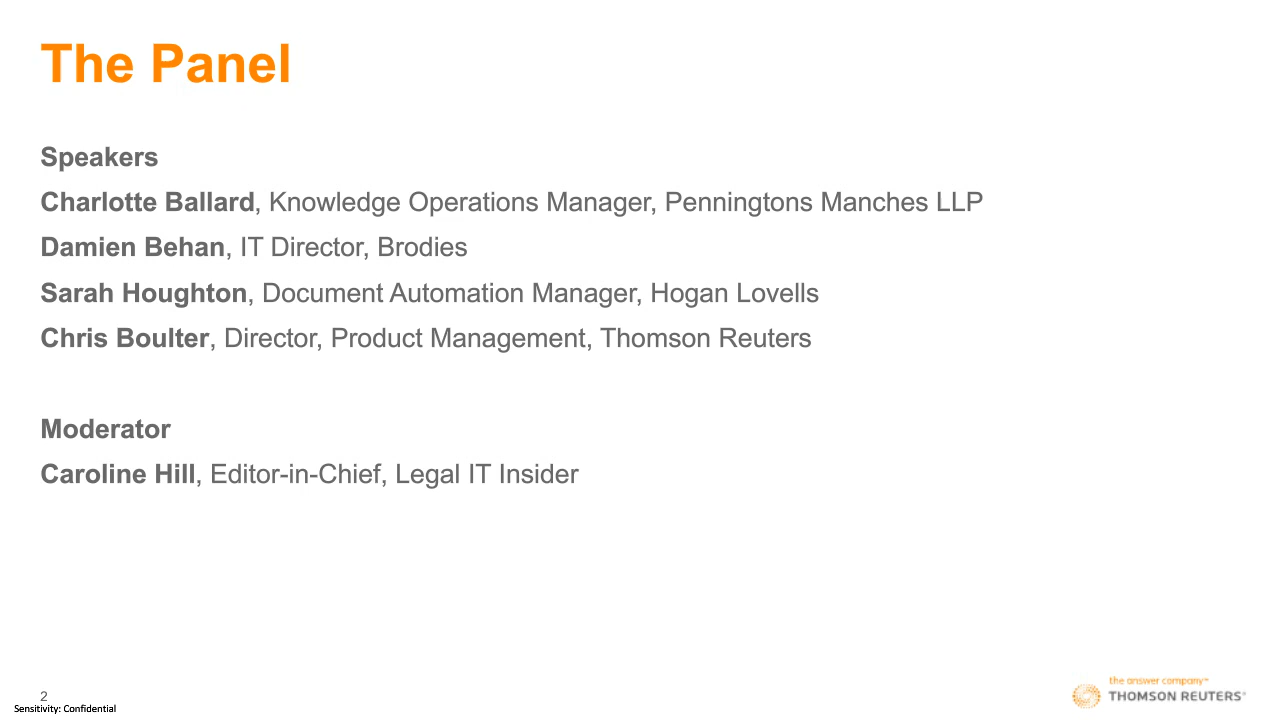 The Panel
Speakers
Charlotte Ballard, Knowledge Operations Manager, Penningtons Manches LLP
Damien Behan, IT Director, Brodies
Sarah Houghton, Document Automation Manager, Hogan Lovells
Chris Boulter, Director, Product Management, Thomson Reuters
Moderator
Caroline Hill, Editor-in-Chief, Legal IT Insider
2
Sensitivity: Confidential
the answer company™
THOMSON REUTERS®